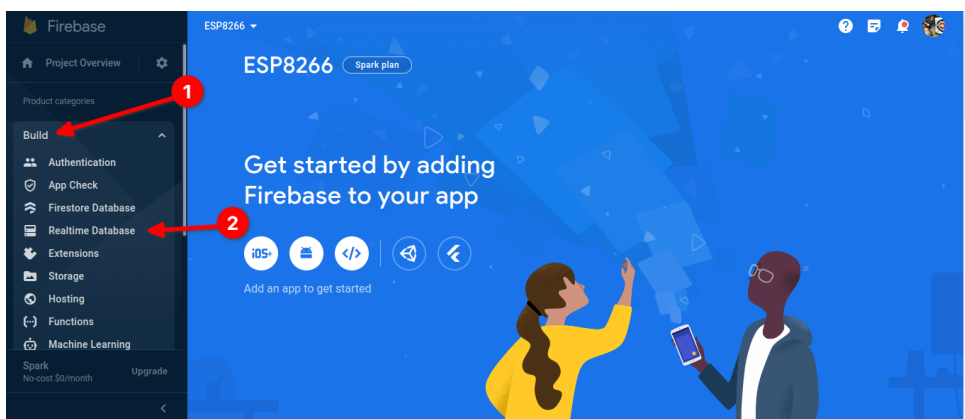 Firebase
ESP8266
Project Overview
ESP8266 Spark plan
Product categories
1
Build
Authentication
App Check
Firestore Database
Realtime Database
2
Extensions
Storage
Hosting
Functions
Machine Learning
Spark
No-cost $0/month
Upgrade
Get started by adding
Firebase to your app
iOS+
</>
Add an app to get started